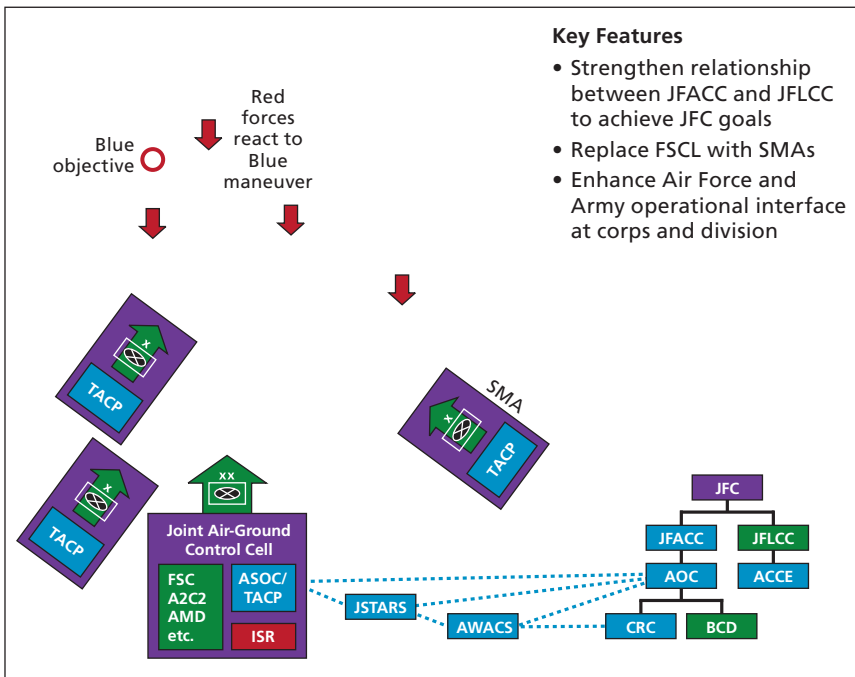 Key Features
• Strengthen relationship
between JFACC and JFLCC
to achieve JFC goals
• Replace FSCL with SMAs
• Enhance Air Force and
Army operational interface
at corps and division
Red
forces
react to
Blue
maneuver
Blue
objective
x
TACP
SMA
x
TACP
x
TACP
xx
Joint Air-Ground
Control Cell
FSC
A2C2
AMD
etc.
ASOC/
TACP
ISR
JSTARS
AWACS
JFC
JFACC
JFLCC
AOC
ACCE
CRC
BCD